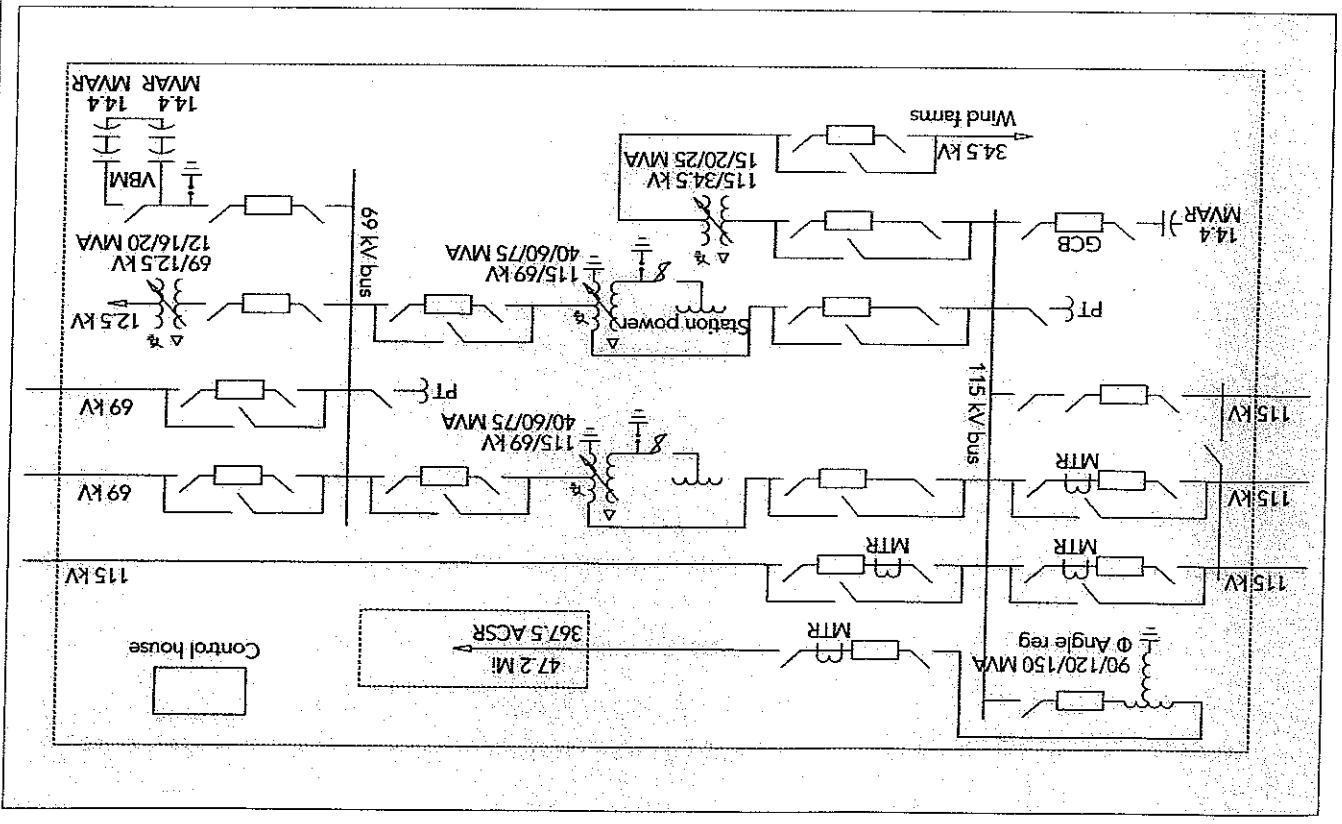 90/120/150 MVA
Φ Angle reg
MTR
47.2 Mi
367.5 ACSR
Control house
115 kV
MTR
MTR
115 kV
115 kV
MTR
115/69 kV
40/60/75 MVA
69 kV
115 kV
115 kV bus
PT
69 kV
PT
Station power
115/69 kV
40/60/75 MVA
69 kV bus
12.5 kV
69/12.5 kV
12/16/20 MVA
GCB
14.4
MVAR
115/34.5 kV
15/20/25 MVA
34.5 kV
Wind farms
VBM
14.4 14.4
MVAR MVAR